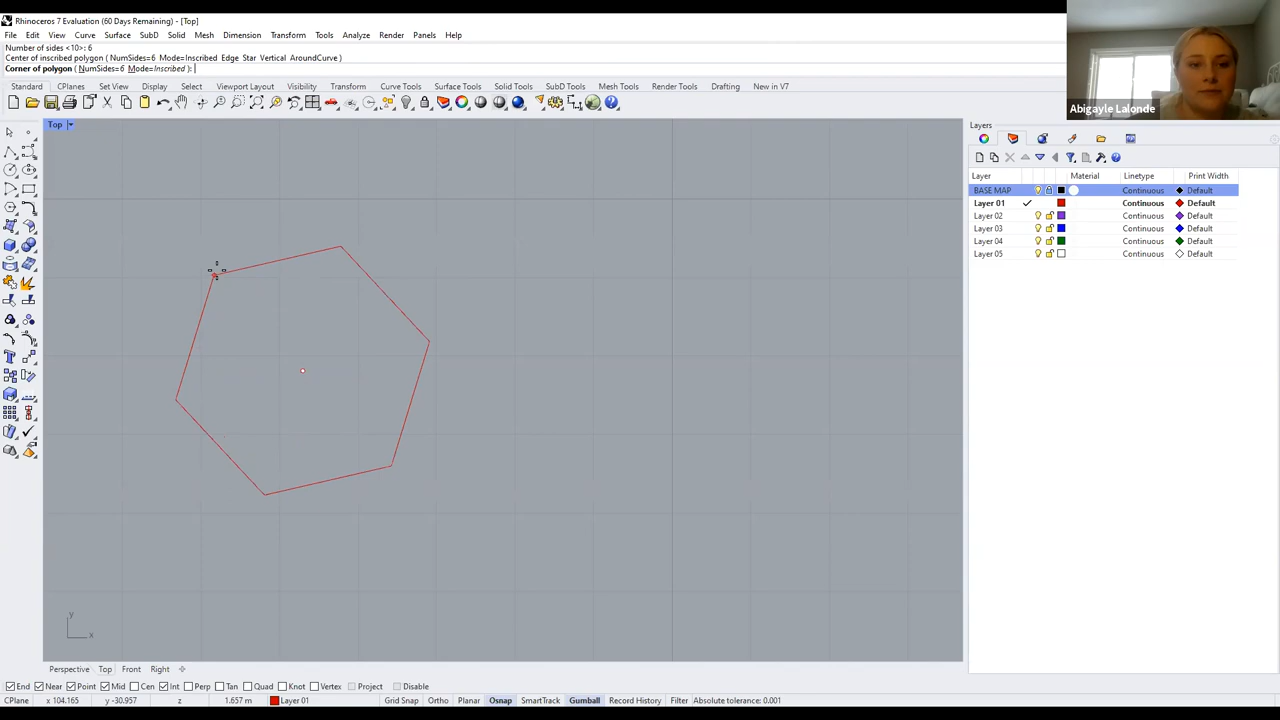 Rhinoceros 7 Evaluation (60 Days Remaining) - [Top]
File Edit View Curve Surface SubD Solid Mesh Dimension Transform Tools Analyze Render Panels Help
Number of sides <10>: 6
Center of inscribed polygon ( NumSides=6 Mode=Inscribed Edge Star Vertical AroundCurve )
Corner of polygon ( NumSides=6 Mode=Inscribed ):
Standard CPlanes Set View Display Select Viewport Layout Visibility Transform Curve Tools Surface Tools Solid Tools SubD Tools Mesh Tools Render Tools Drafting New in V7
Abigayle Lalonde
Top
Layers
Layer Material Linetype Print Width
BASE MAP Continuous Default
Layer 01 Continuous Default
Layer 02 Continuous Default
Layer 03 Continuous Default
Layer 04 Continuous Default
Layer 05 Continuous Default
y
x
Perspective Top Front Right
End Near Point Mid Cen Int Perp Tan Quad Knot Vertex Project Disable
CPlane x 104.165 y -30.957 z 1.657 m Layer 01 Grid Snap Ortho Planar Osnap SmartTrack Gumball Record History Filter Absolute tolerance: 0.001